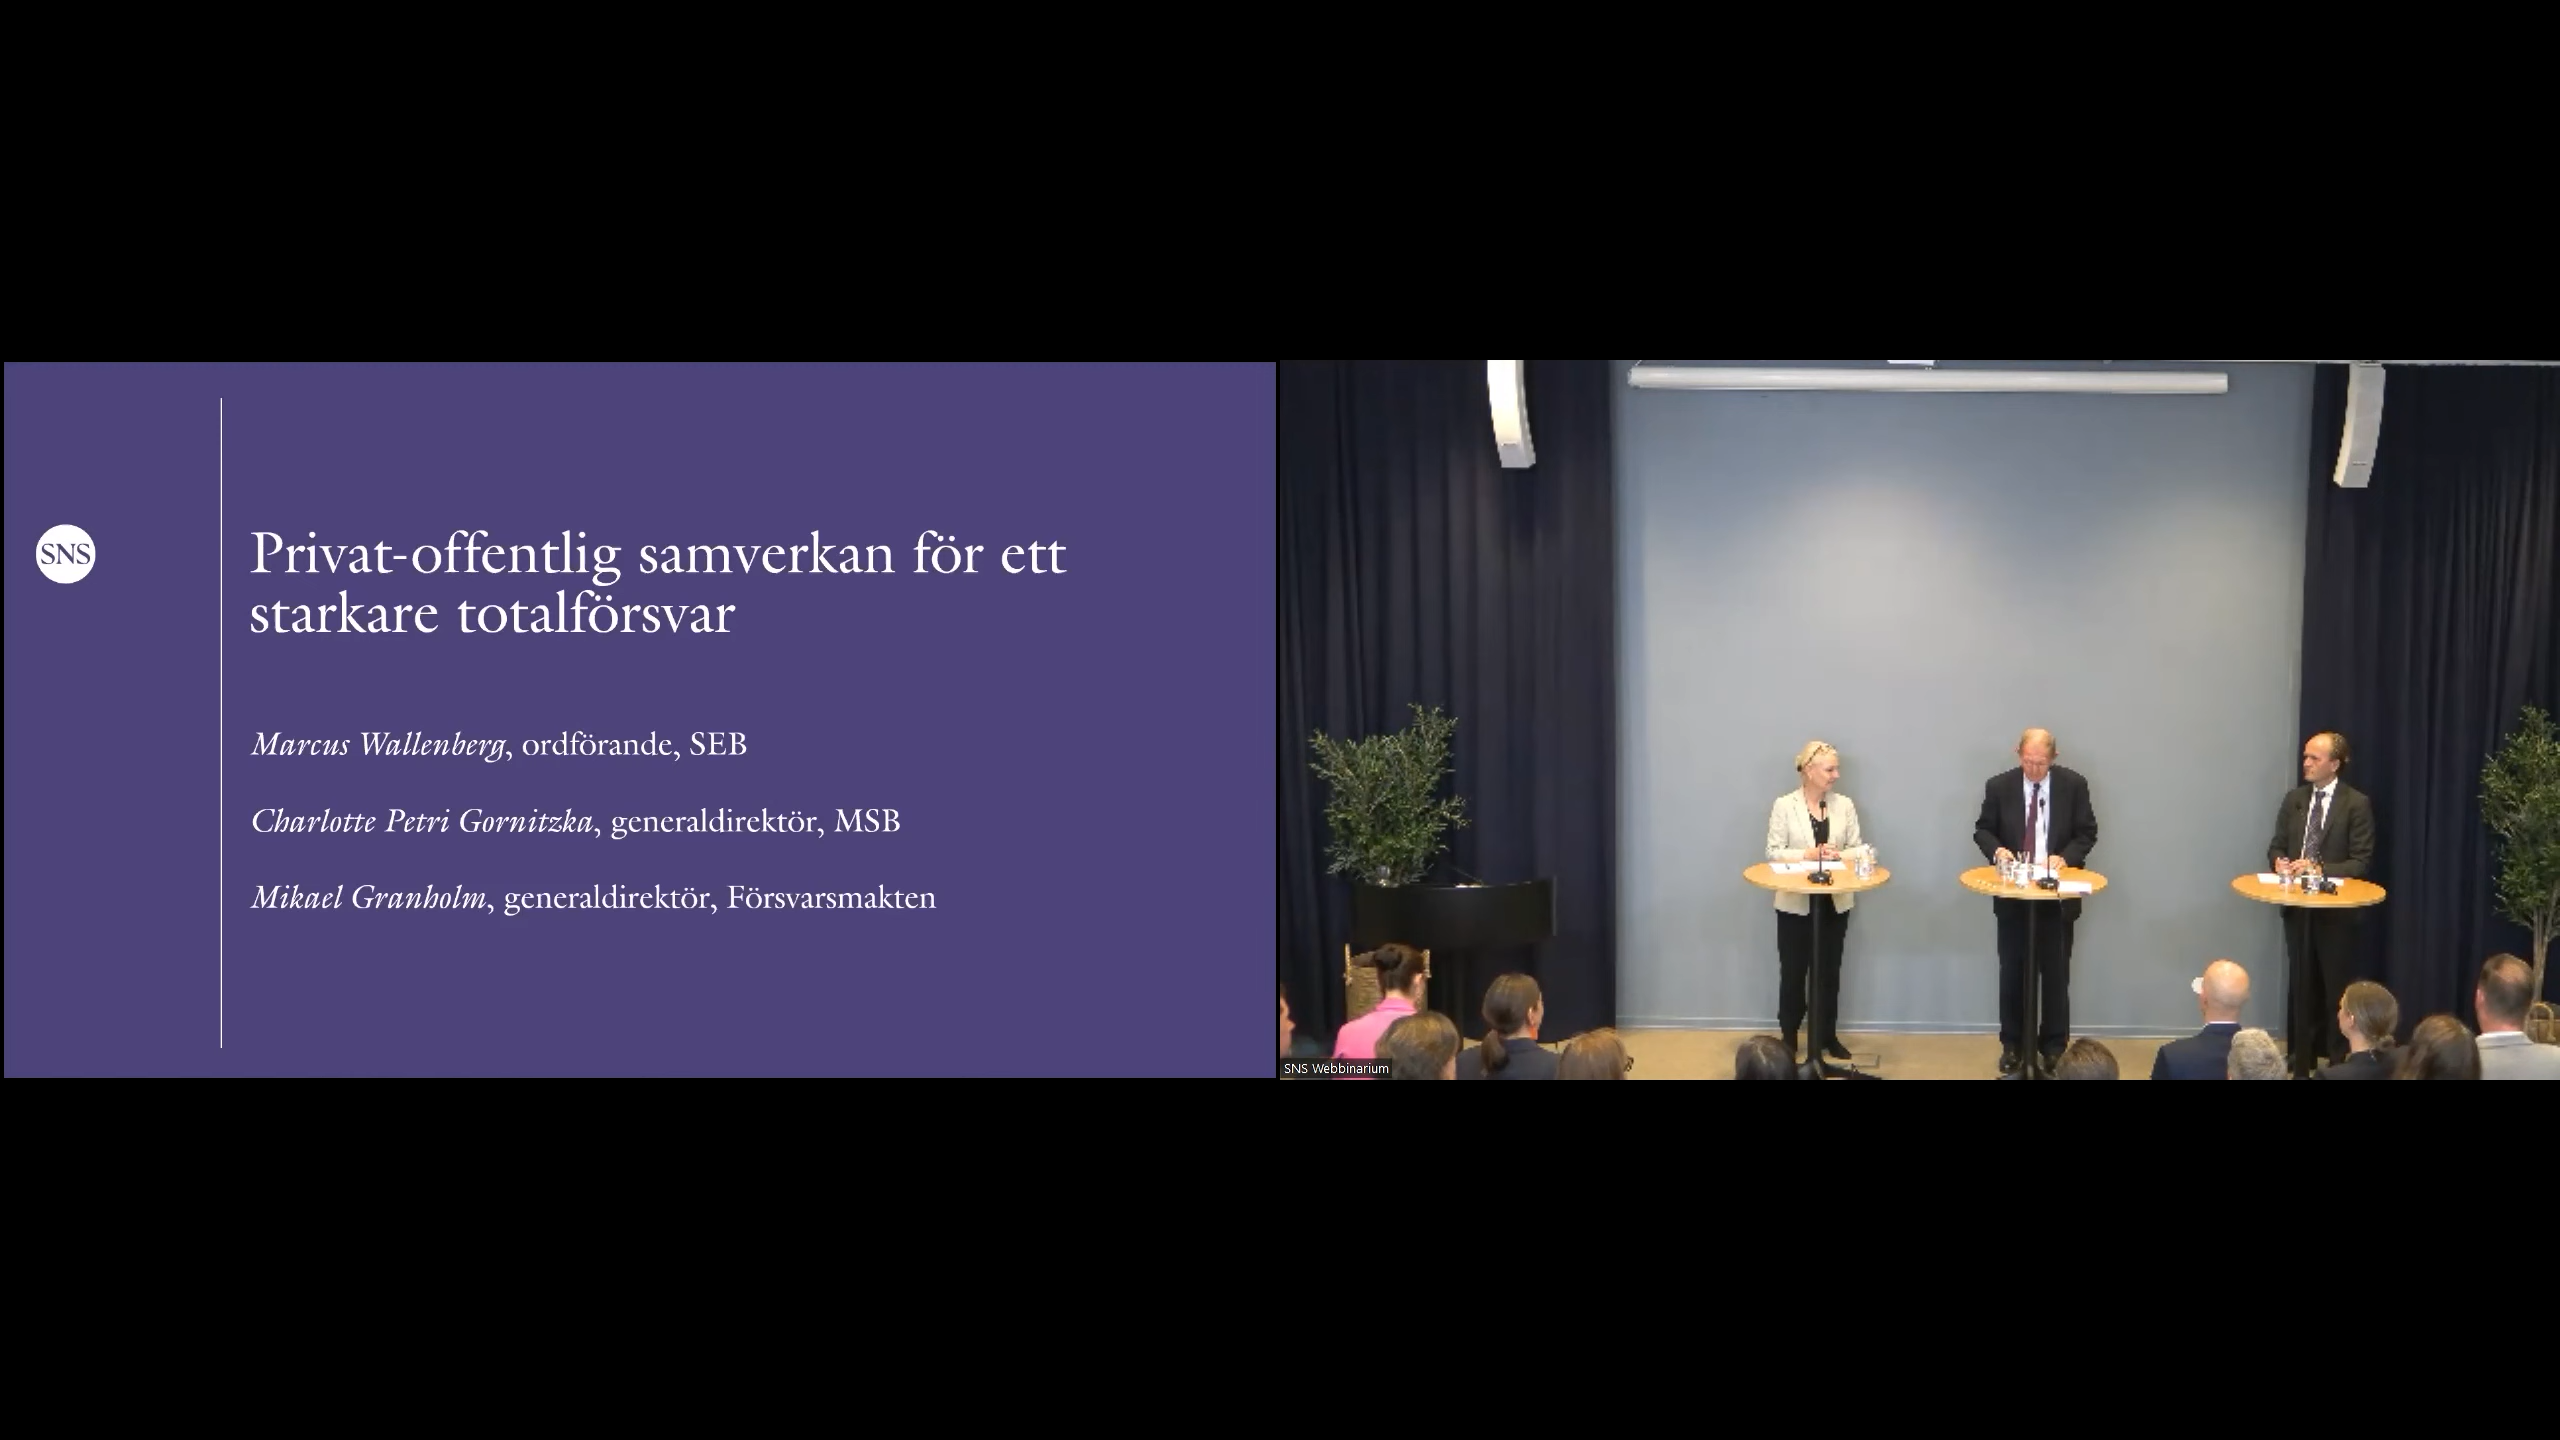 SNS
Privat-offentlig samverkan för ett
starkare totalförsvar
Marcus Wallenberg, ordförande, SEB
Charlotte Petri Gornitzka, generaldirektör, MSB
Mikael Granholm, generaldirektör, Försvarsmakten
SNS Webbinarium